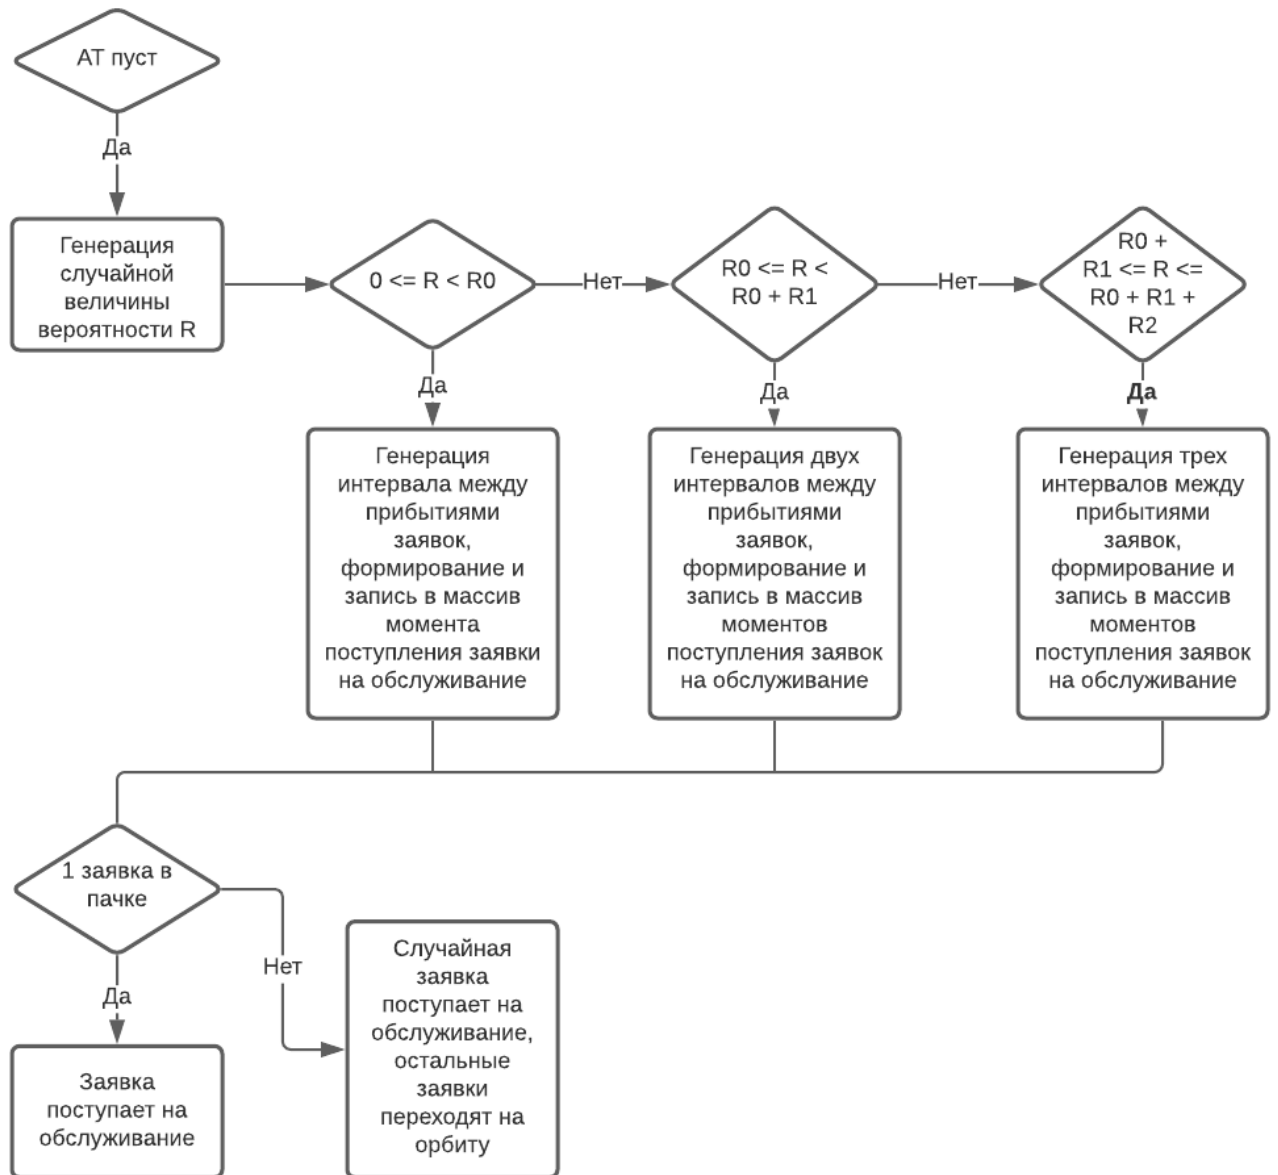 АТ пуст
Да
Генерация
случайной
величины
вероятности R
0 <= R < R0
Нет
R0 <= R <
R0 + R1
Нет
R0 +
R1 <= R <=
R0 + R1 +
R2
Да
Да
Да
Генерация
интервала между
прибытиями
заявок,
формирование и
запись в массив
момента
поступления заявки
на обслуживание
Генерация двух
интервалов между
прибытиями
заявок,
формирование и
запись в массив
моментов
поступления заявок
на обслуживание
Генерация трех
интервалов между
прибытиями
заявок,
формирование и
запись в массив
моментов
поступления заявок
на обслуживание
1 заявка в
пачке
Нет
Да
Заявка
поступает на
обслуживание
Случайная
заявка
поступает на
обслуживание,
остальные
заявки
переходят на
орбиту